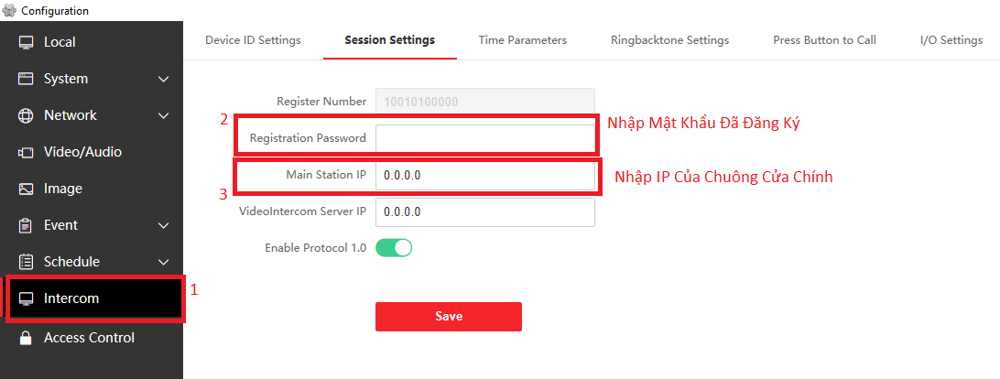 Configuration
Local
System
Network
Video/Audio
Image
Event
Schedule
Intercom
1
Access Control
Device ID Settings Session Settings Time Parameters Ringbacktone Settings Press Button to Call I/O Settings
Register Number 10010100000
2
Registration Password
Nhập Mật Khẩu Đã Đăng Ký
Main Station IP 0.0.0.0
Nhập IP Của Chuông Cửa Chính
3
VideoIntercom Server IP 0.0.0.0
Enable Protocol 1.0
Save